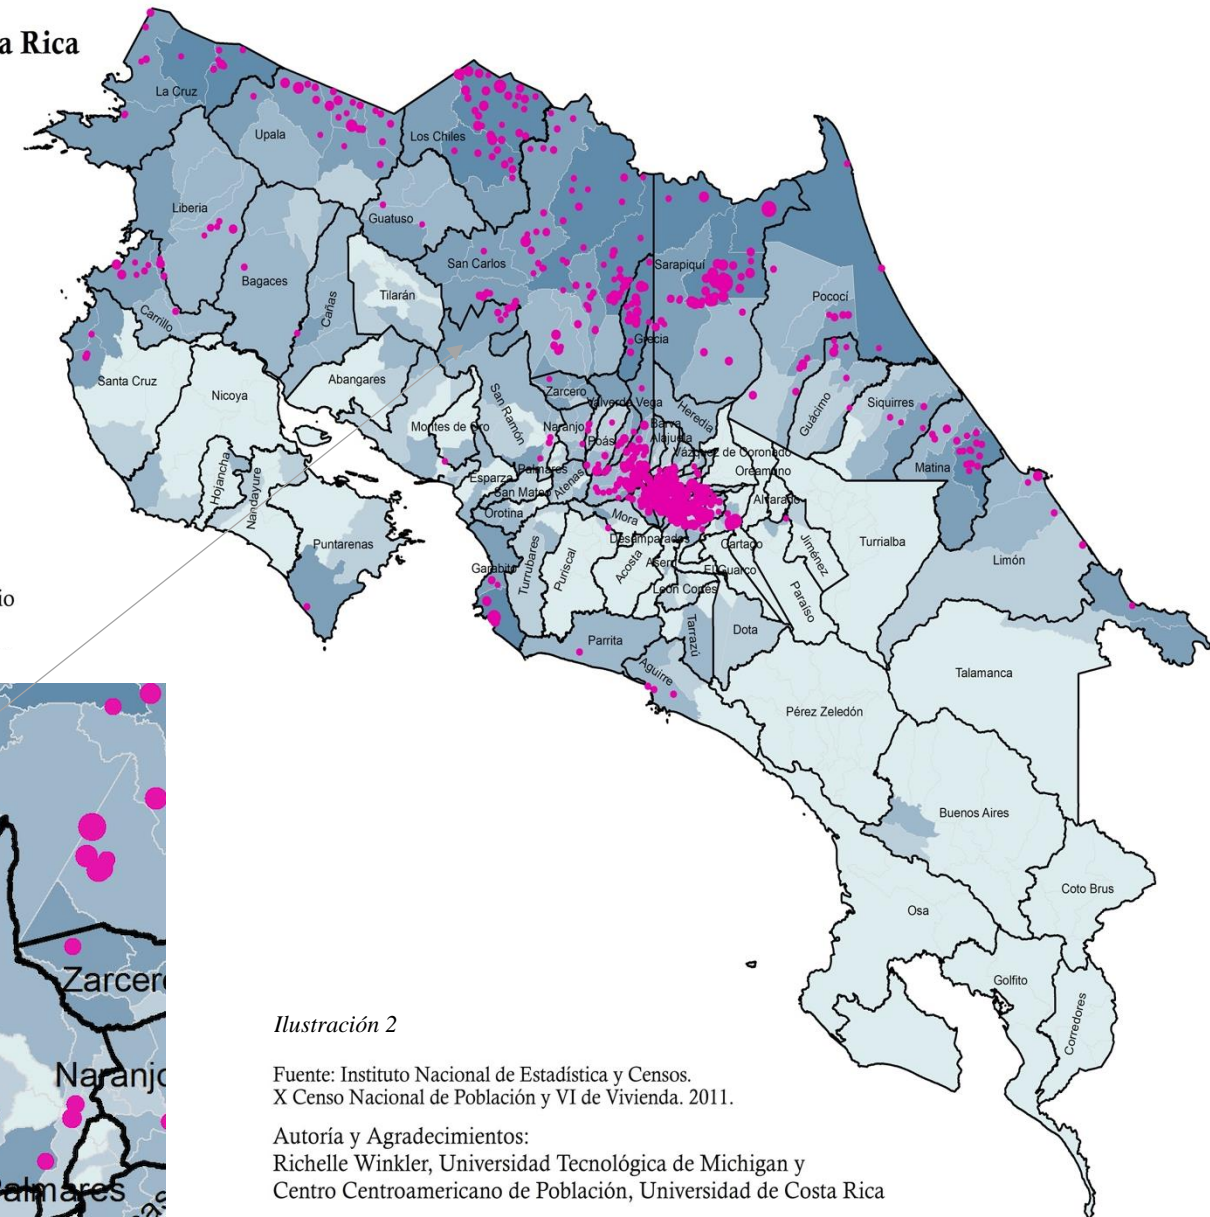 a Rica
La Cruz
Upala
Los Chiles
Liberia
Guatuso
San Carlos
Sarapiquí
Bagaces
Cañas
Tilarán
Pococí
Carrillo
Grecia
Santa Cruz
Nicoya
Abangares
Zarcero
Valverde Vega
Guácimo
Siquirres
San Ramón
Montes de Oro
Naranjo
Poás
Barva
Heredia
Alajuela
Vázquez de Coronado
Matina
Hojancha
Nandayure
Esparza
Palmares
Atenas
Oreamuno
San Mateo
Alvarado
Orotina
Mora
Puntarenas
Desamparados
Cartago
Jiménez
Turrialba
Limón
Garabito
Turrubares
Puriscal
Acosta
Aserrí
El Guarco
León Cortés
Paraíso
io
Parrita
Tarrazú
Dota
Aguirre
Talamanca
Pérez Zeledón
Buenos Aires
Coto Brus
Osa
Golfito
Corredores
Zarcero
Naranjo
almares
as
Ilustración 2
Fuente: Instituto Nacional de Estadística y Censos.
X Censo Nacional de Población y VI de Vivienda. 2011.
Autoría y Agradecimientos:
Richelle Winkler, Universidad Tecnológica de Michigan y
Centro Centroamericano de Población, Universidad de Costa Rica